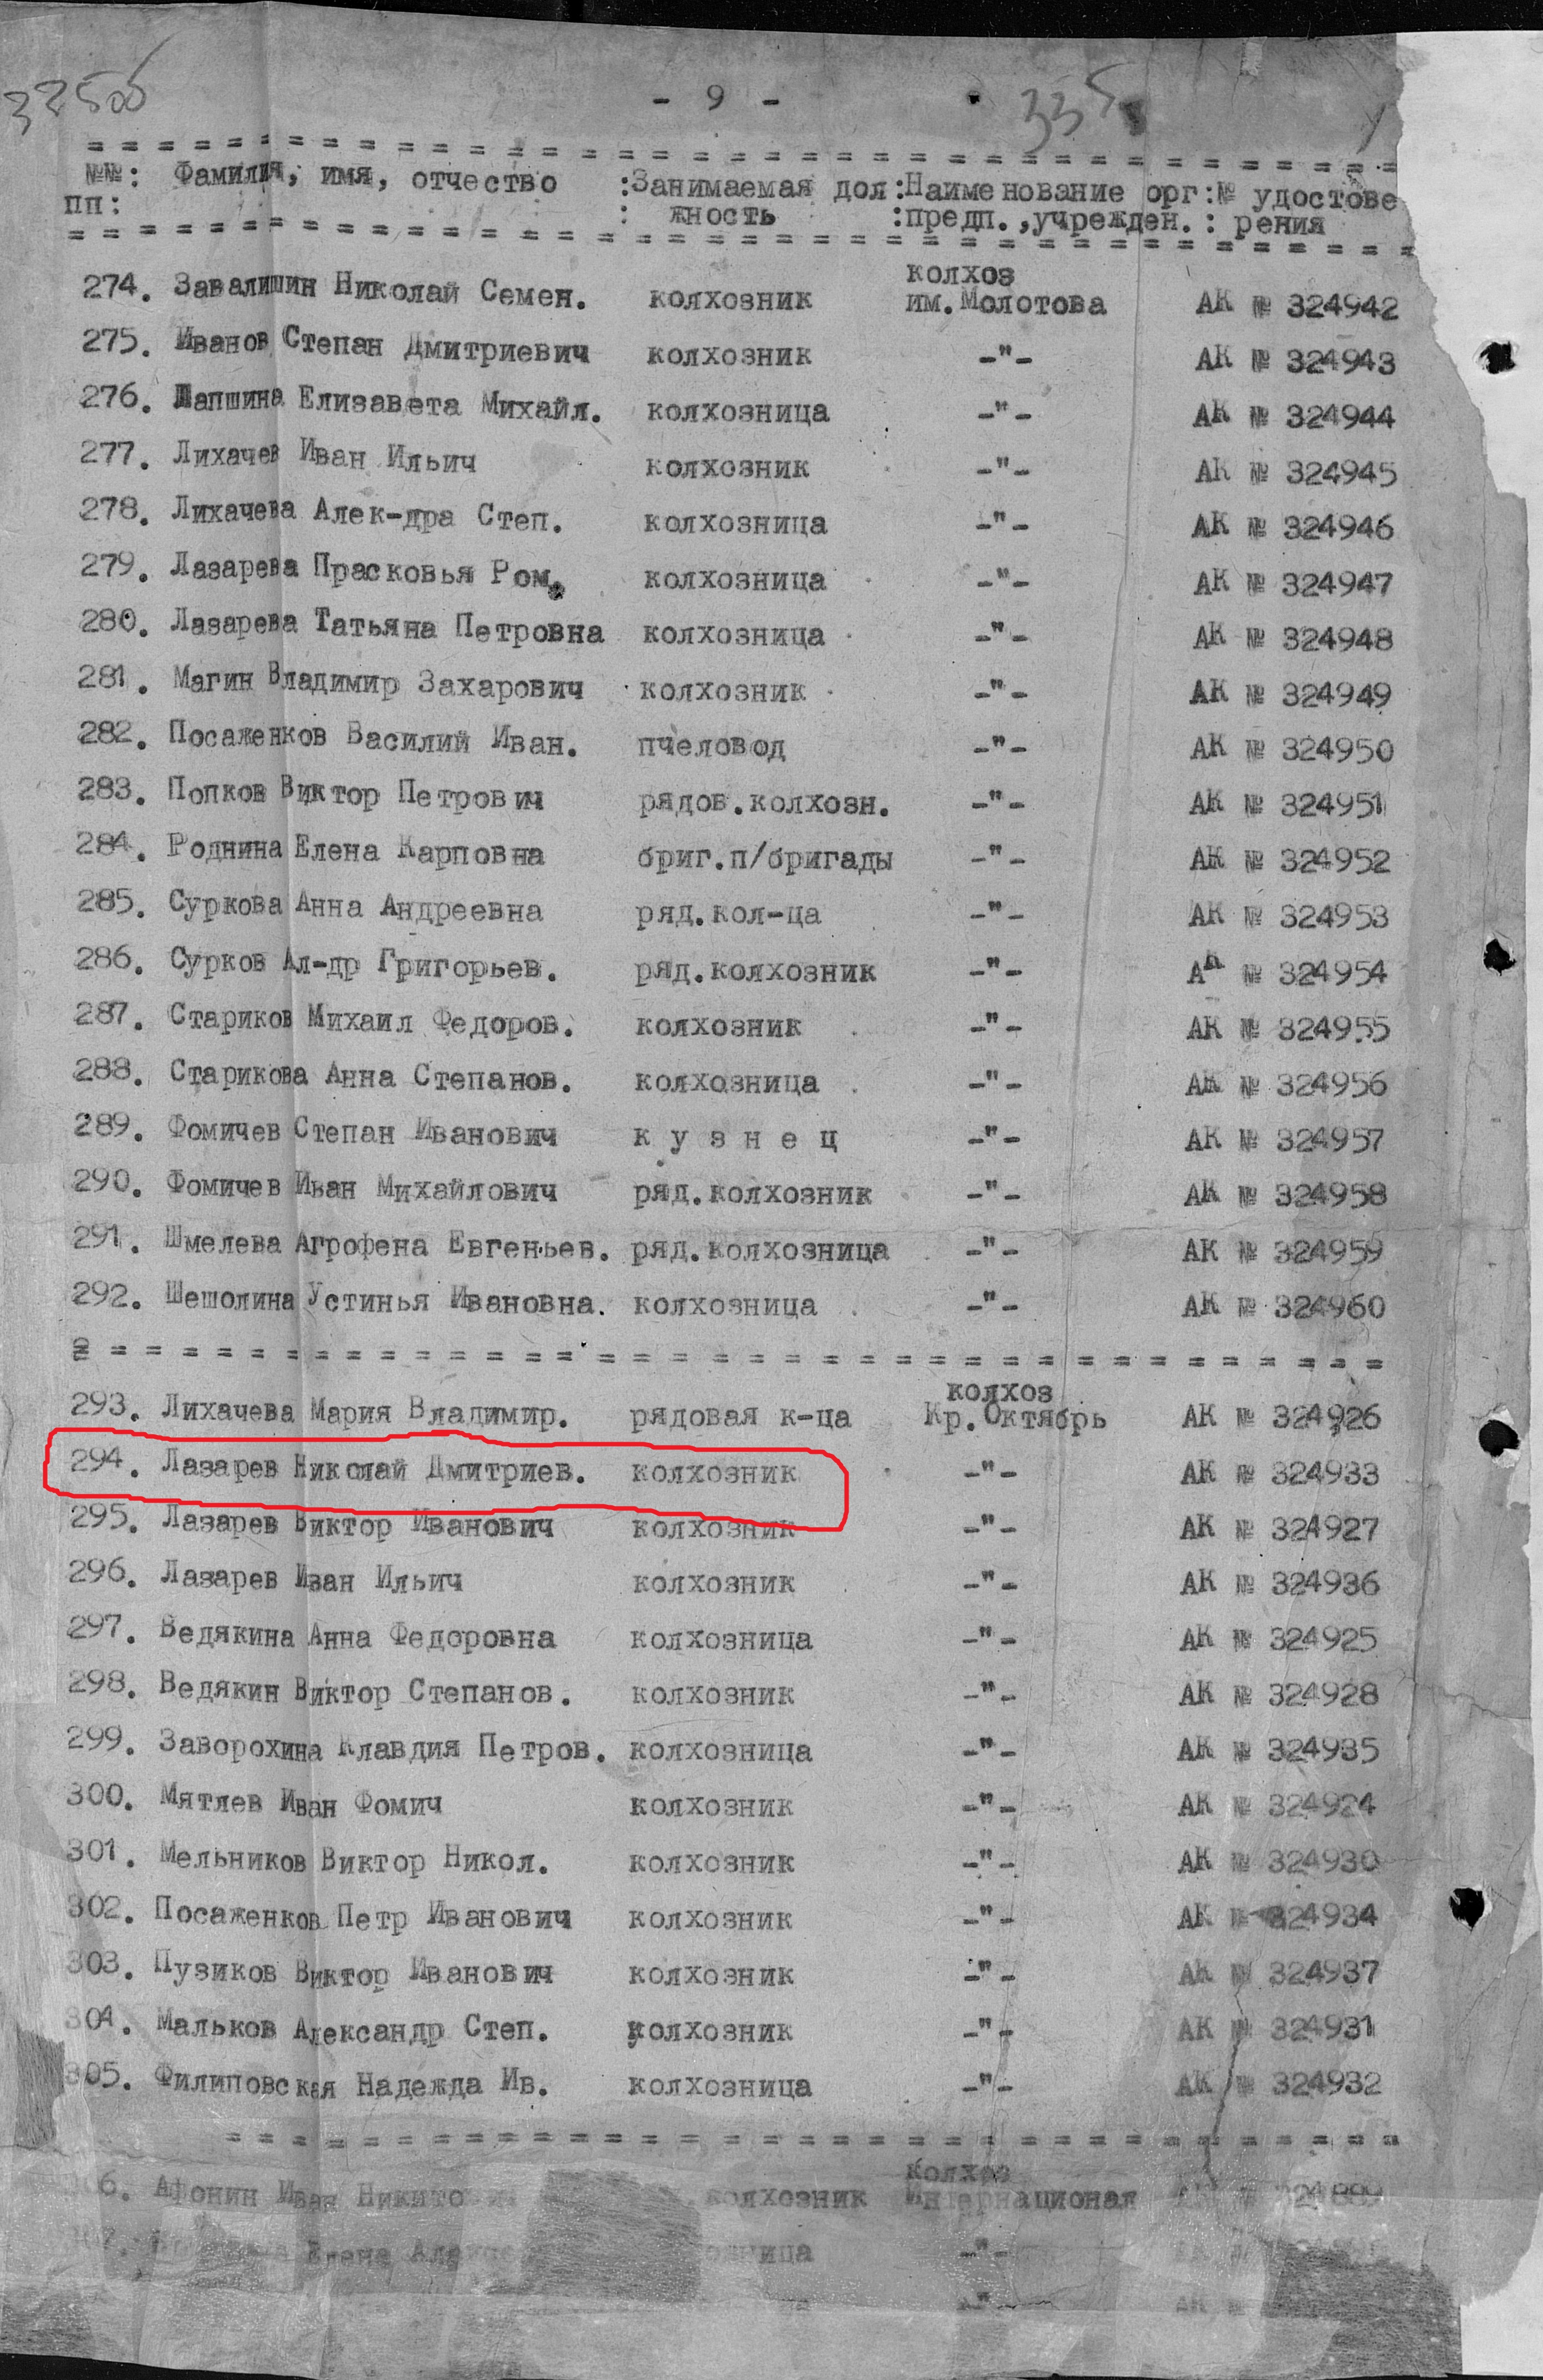 325об
- 9 -
335
№№: Фамилия, имя, отчество :Занимаемая дол:Наименование орг:№ удостове
пп: : жность :предп.,учрежден.: рения
колхоз
274. Завалишин Николай Семен. колхозник им.Молотова АК № 324942
275. Иванов Степан Дмитриевич колхозник -"- АК № 324943
276. Лапшина Елизавета Михайл. колхозница -"- АК № 324944
277. Лихачев Иван Ильич колхозник -"- АК № 324945
278. Лихачева Алек-дра Степ. колхозница -"- АК № 324946
279. Лазарева Прасковья Ром. колхозница -"- АК № 324947
280. Лазарева Татьяна Петровна колхозница -"- АК № 324948
281. Магин Владимир Захарович колхозник -"- АК № 324949
282. Посаженков Василий Иван. пчеловод -"- АК № 324950
283. Попков Виктор Петрович рядов.колхозн. -"- АК № 324951
284. Роднина Елена Карповна бриг.п/бригады -"- АК № 324952
285. Суркова Анна Андреевна ряд.кол-ца -"- АК № 324953
286. Сурков Ал-др Григорьев. ряд.колхозник -"- АК № 324954
287. Стариков Михаил Федоров. колхозник -"- АК № 324955
288. Старикова Анна Степанов. колхозница -"- АК № 324956
289. Фомичев Степан Иванович к у з н е ц -"- АК № 324957
290. Фомичев Иван Михайлович ряд.колхозник -"- АК № 324958
291. Шмелева Агрофена Евгеньев. ряд.колхозница -"- АК № 324959
292. Шешолина Устинья Ивановна. колхозница -"- АК № 324960
колхоз
293. Лихачева Мария Владимир. рядовая к-ца Кр.Октябрь АК № 324926
294. Лазарев Николай Дмитриев. колхозник -"- АК № 324933
295. Лазарев Виктор Иванович колхозник -"- АК № 324927
296. Лазарев Иван Ильич колхозник -"- АК № 324936
297. Ведякина Анна Федоровна колхозница -"- АК № 324925
298. Ведякин Виктор Степанов. колхозник -"- АК № 324928
299. Заворохина Клавдия Петров. колхозница -"- АК № 324935
300. Мятлев Иван Фомич колхозник -"- АК № 324924
301. Мельников Виктор Никол. колхозник -"- АК № 324930
302. Посаженков Петр Иванович колхозник -"- АК № 324934
303. Пузиков Виктор Иванович колхозник -"- АК № 324937
304. Мальков Александр Степ. колхозник -"- АК № 324931
305. Филиповская Надежда Ив. колхозница -"- АК № 324932
колхоз
306. Афонин Иван Никито колхозник Интернационал АК №
307. Елена -"-
-"-